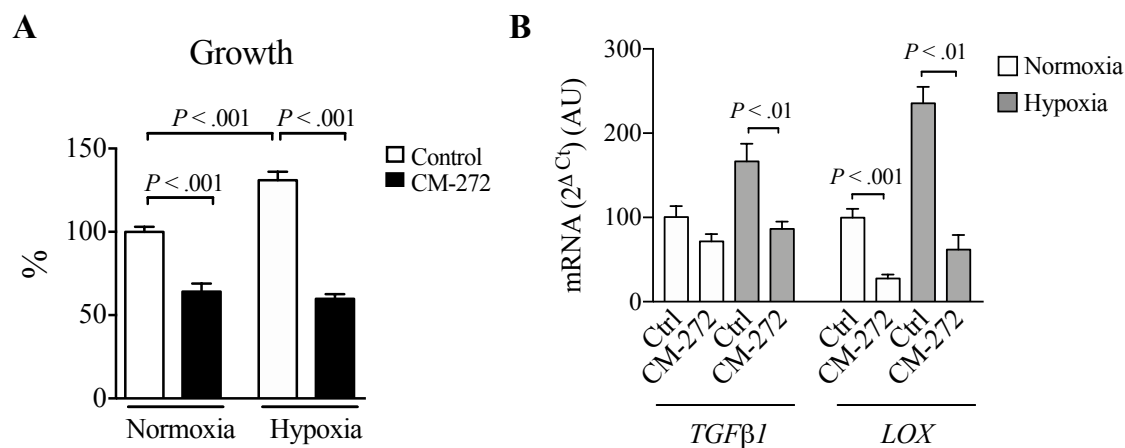 A
Growth
P < .001
P < .001
P < .001
150
100
50
0
%
Control
CM-272
Normoxia
Hypoxia
B
300
200
100
0
mRNA (2^Δ Ct) (AU)
P < .01
P < .01
P < .001
Normoxia
Hypoxia
Ctrl
CM-272
Ctrl
CM-272
Ctrl
CM-272
Ctrl
CM-272
TGFβ1
LOX